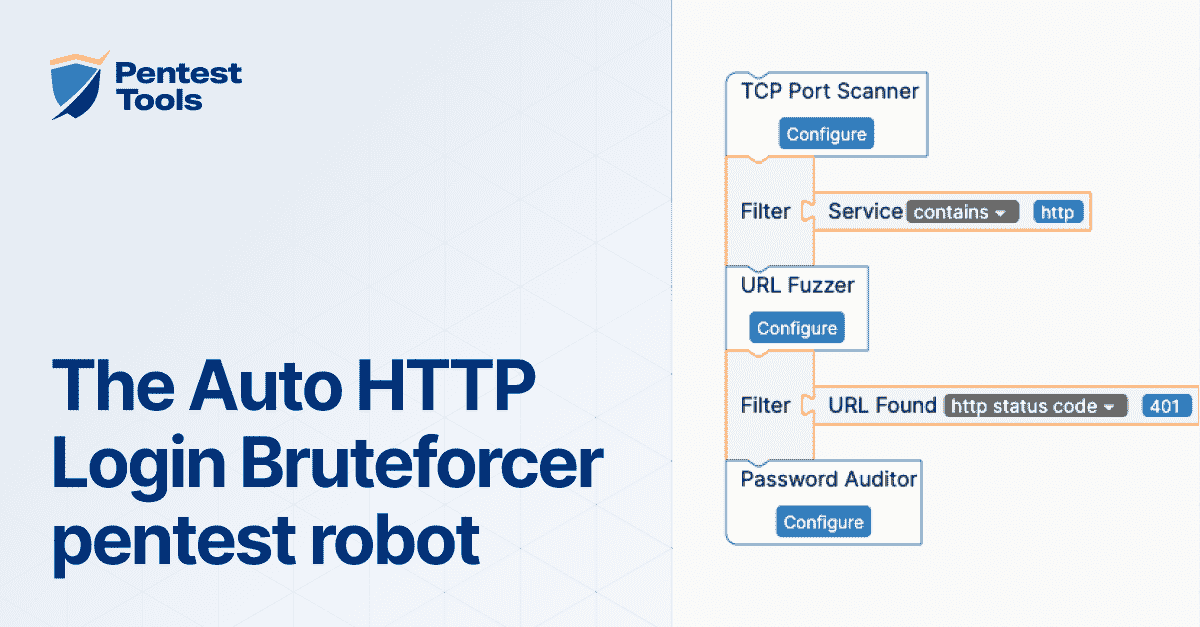 Pentest
Tools
The Auto HTTP
Login Bruteforcer
pentest robot
TCP Port Scanner
Configure
Filter Service contains http
URL Fuzzer
Configure
Filter URL Found http status code 401
Password Auditor
Configure